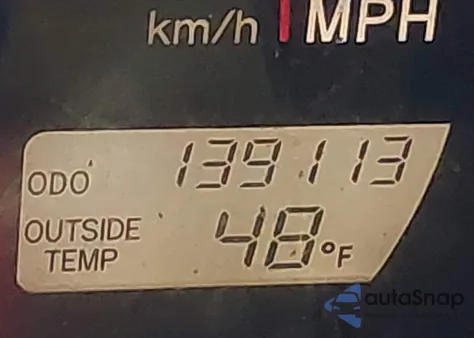 km/h MPH
ODO 139113
OUTSIDE
TEMP 48°F
autoSnap